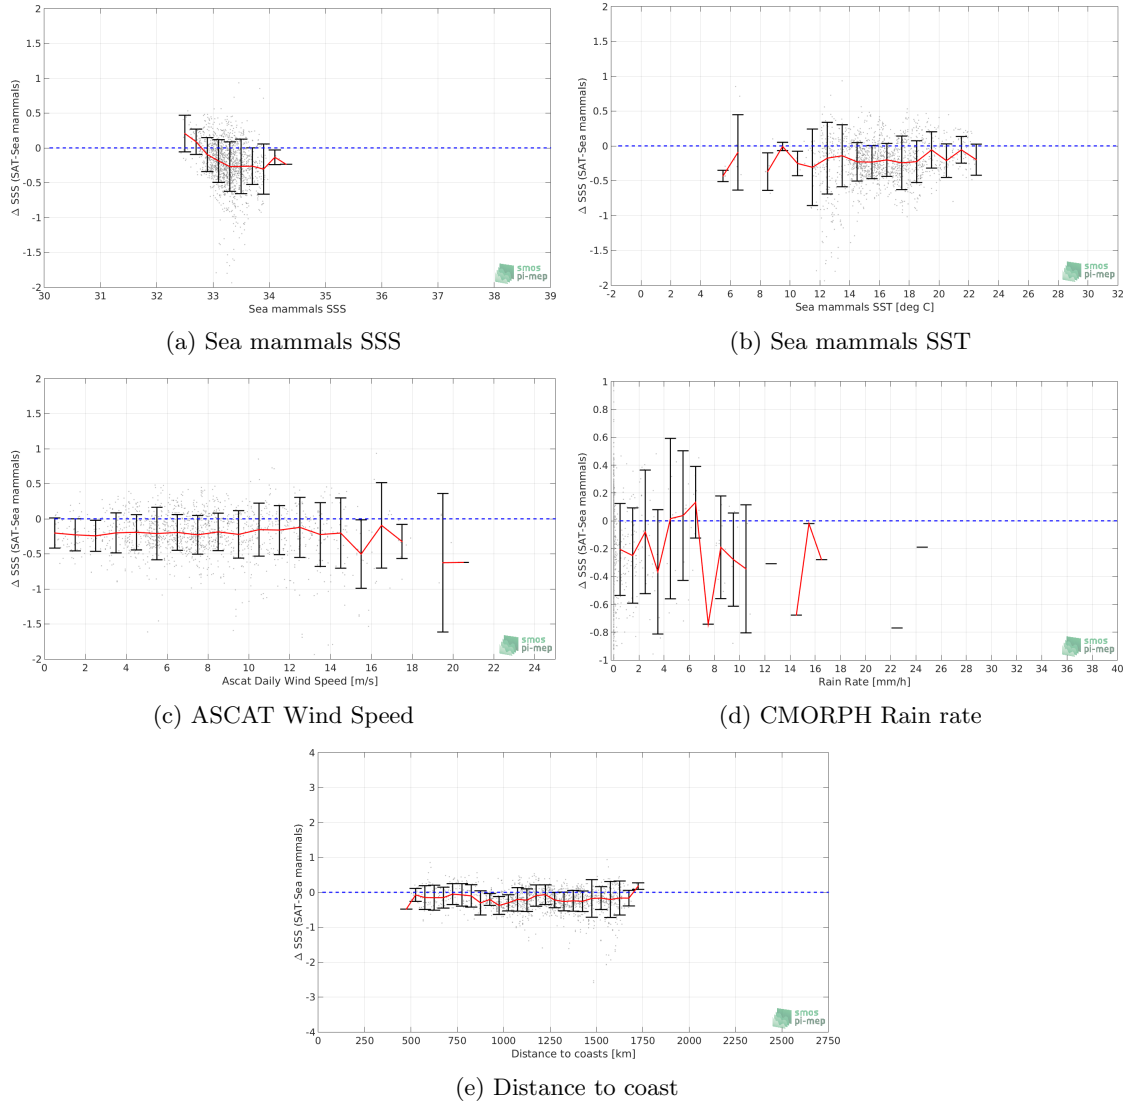 2
1.5
1
0.5
0
-0.5
-1
-1.5
-2
Δ SSS (SAT-Sea mammals)
30 31 32 33 34 35 36 37 38 39
Sea mammals SSS
smos
pi-mep
(a) Sea mammals SSS
2
1.5
1
0.5
0
-0.5
-1
-1.5
-2
Δ SSS (SAT-Sea mammals)
-2 0 2 4 6 8 10 12 14 16 18 20 22 24 26 28 30 32
Sea mammals SST [deg C]
smos
pi-mep
(b) Sea mammals SST
2
1.5
1
0.5
0
-0.5
-1
-1.5
-2
Δ SSS (SAT-Sea mammals)
0 2 4 6 8 10 12 14 16 18 20 22 24
Ascat Daily Wind Speed [m/s]
smos
pi-mep
(c) ASCAT Wind Speed
1
0.8
0.6
0.4
0.2
0
-0.2
-0.4
-0.6
-0.8
-1
Δ SSS (SAT-Sea mammals)
0 2 4 6 8 10 12 14 16 18 20 22 24 26 28 30 32 34 36 38 40
Rain Rate [mm/h]
smos
pi-mep
(d) CMORPH Rain rate
4
3
2
1
0
-1
-2
-3
-4
Δ SSS (SAT-Sea mammals)
0 250 500 750 1000 1250 1500 1750 2000 2250 2500 2750
Distance to coasts [km]
smos
pi-mep
(e) Distance to coast